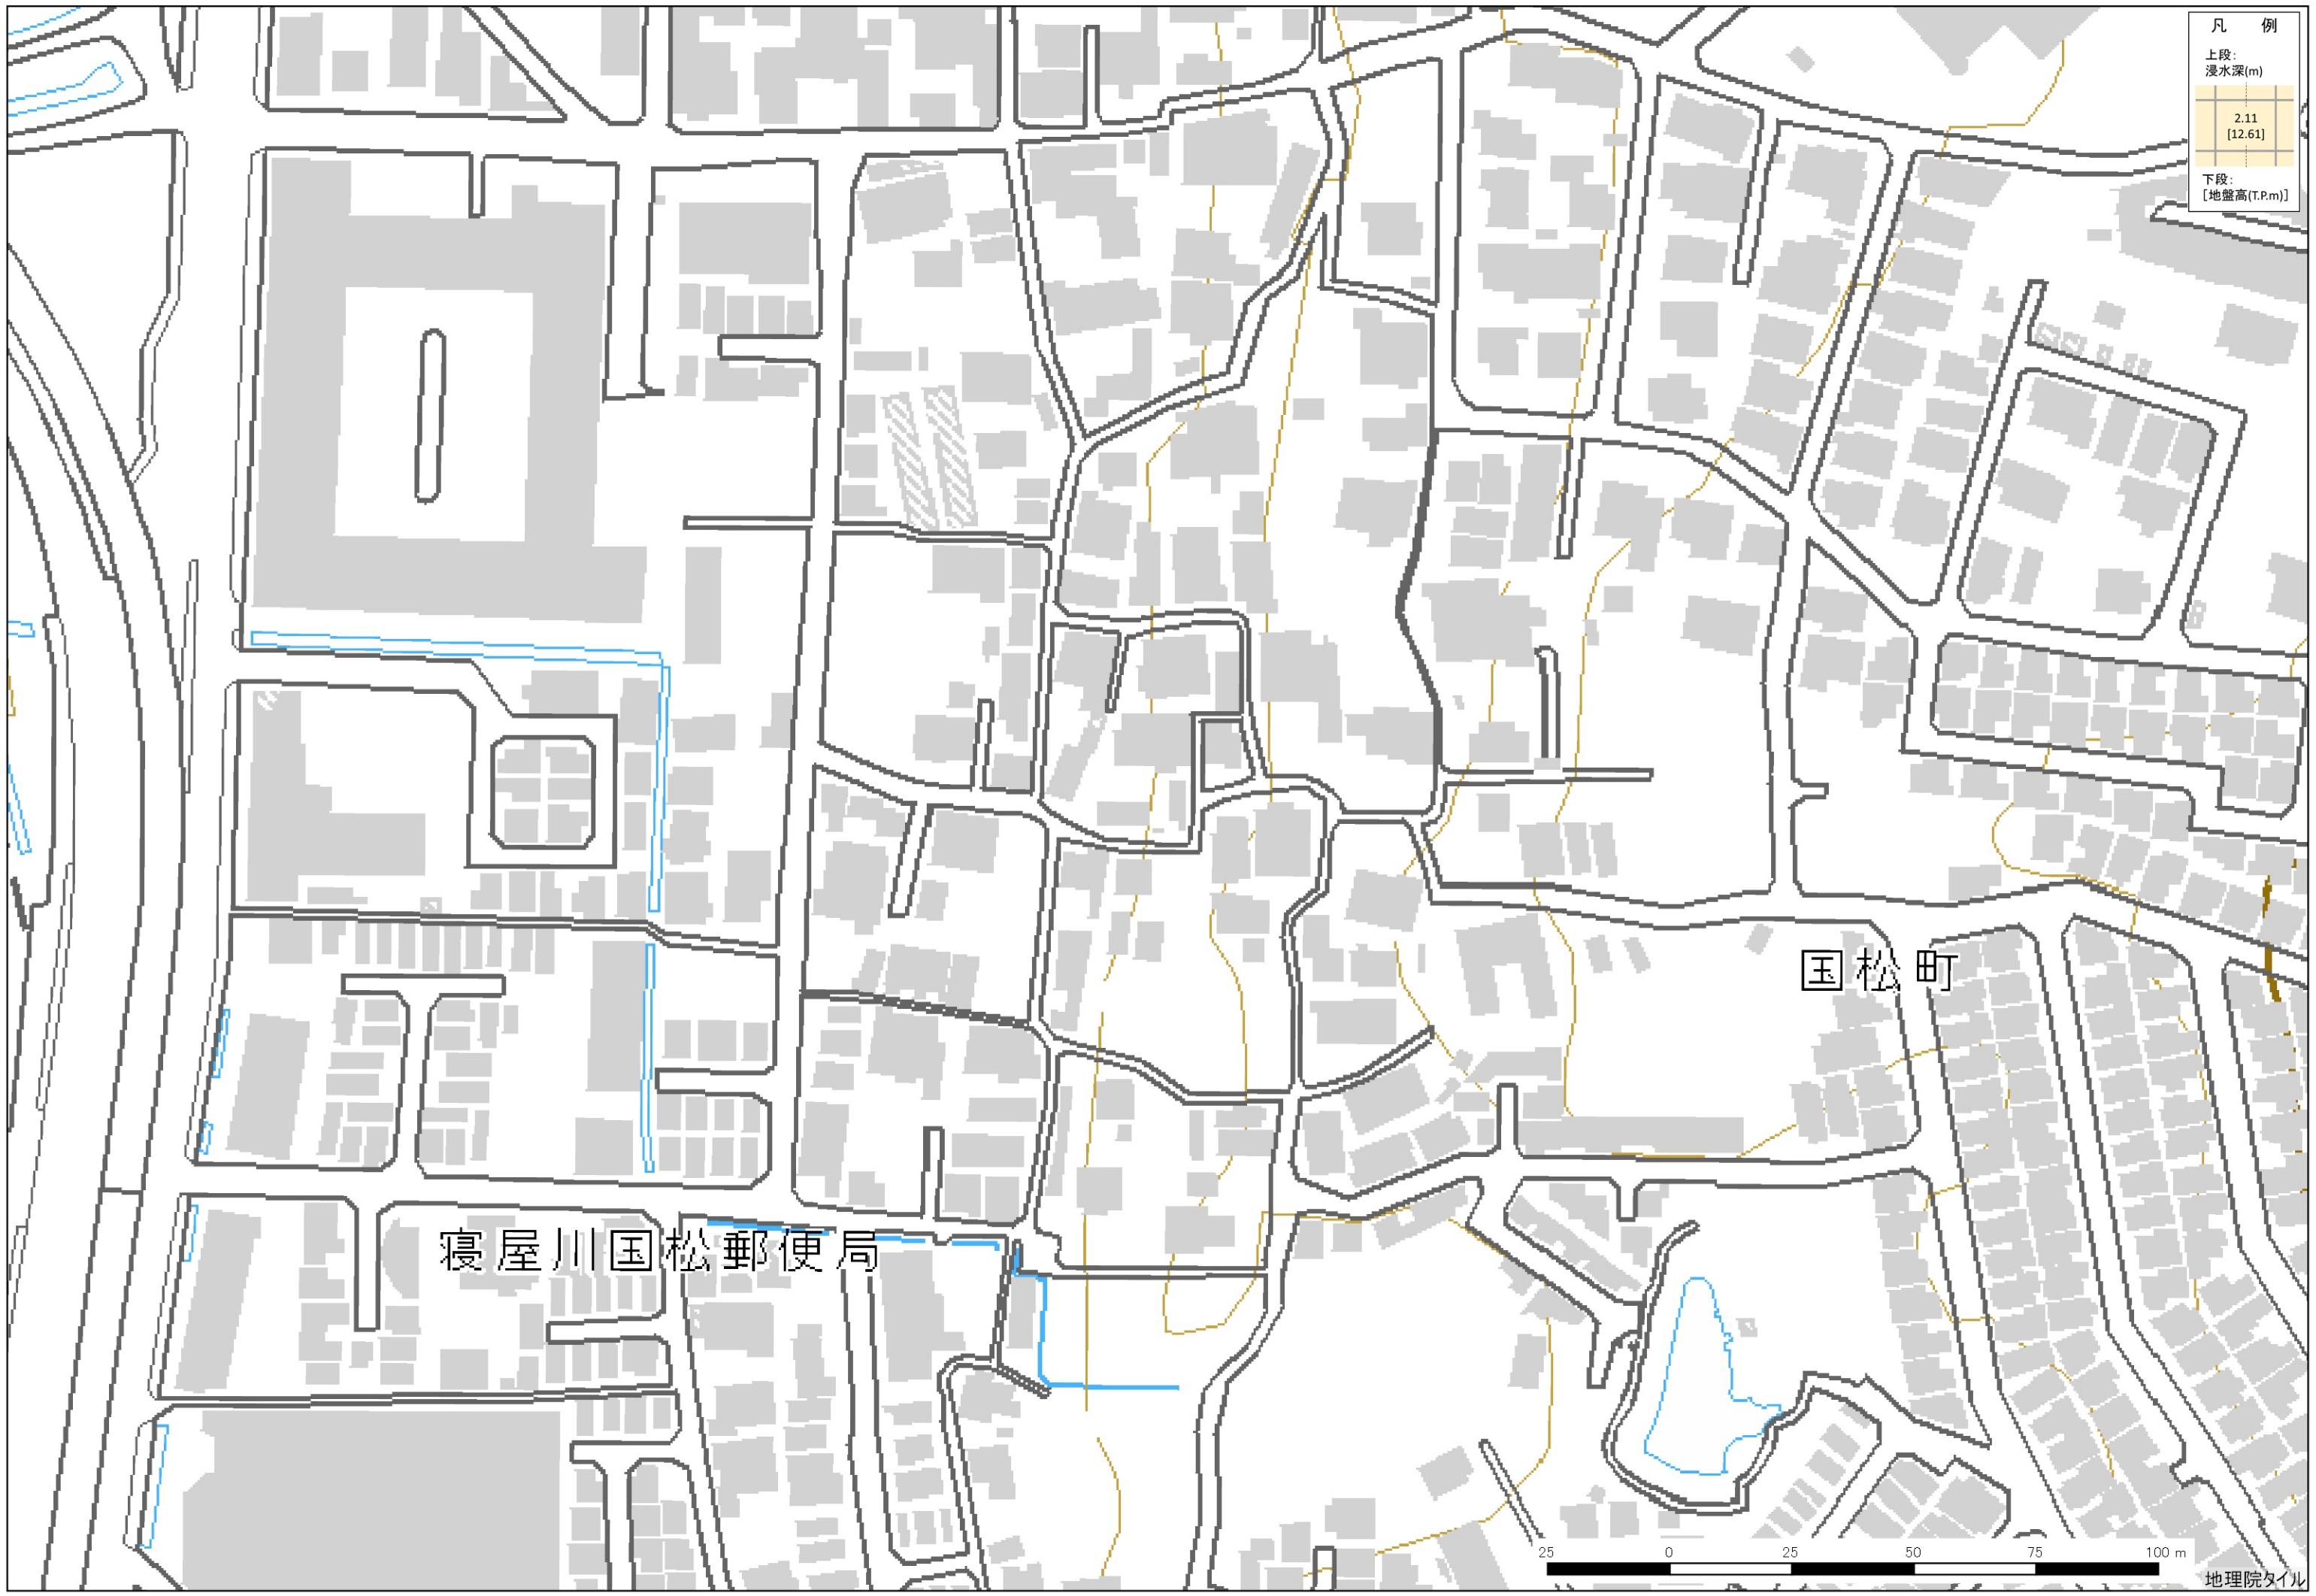 凡 例
上段:
浸水深(m)
2.11
[12.61]
下段:
[地盤高(T.P.m)]
国松町
寝屋川国松郵便局
25 0 25 50 75 100 m
地理院タイル